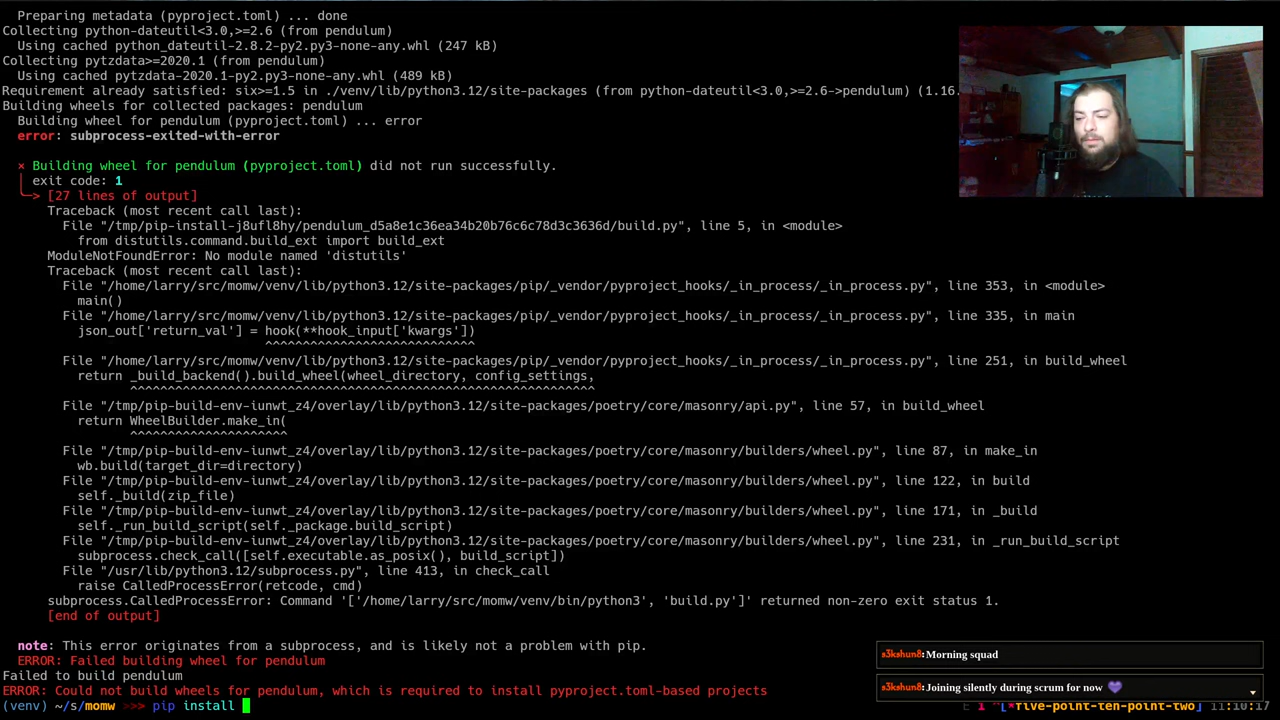 Preparing metadata (pyproject.toml) ... done
Collecting python-dateutil<3.0,>=2.6 (from pendulum)
Using cached python_dateutil-2.8.2-py2.py3-none-any.whl (247 kB)
Collecting pytzdata>=2020.1 (from pendulum)
Using cached pytzdata-2020.1-py2.py3-none-any.whl (489 kB)
Requirement already satisfied: six>=1.5 in ./venv/lib/python3.12/site-packages (from python-dateutil<3.0,>=2.6->pendulum) (1.16.
Building wheels for collected packages: pendulum
Building wheel for pendulum (pyproject.toml) ... error
error: subprocess-exited-with-error
× Building wheel for pendulum (pyproject.toml) did not run successfully.
│ exit code: 1
╰─> [27 lines of output]
Traceback (most recent call last):
File "/tmp/pip-install-j8ufl8hy/pendulum_d5a8e1c36ea34b20b76c6c78d3c3636d/build.py", line 5, in <module>
from distutils.command.build_ext import build_ext
ModuleNotFoundError: No module named 'distutils'
Traceback (most recent call last):
File "/home/larry/src/momw/venv/lib/python3.12/site-packages/pip/_vendor/pyproject_hooks/_in_process/_in_process.py", line 353, in <module>
main()
File "/home/larry/src/momw/venv/lib/python3.12/site-packages/pip/_vendor/pyproject_hooks/_in_process/_in_process.py", line 335, in main
json_out['return_val'] = hook(**hook_input['kwargs'])
^^^^^^^^^^^^^^^^^^^^^^^^^^^^
File "/home/larry/src/momw/venv/lib/python3.12/site-packages/pip/_vendor/pyproject_hooks/_in_process/_in_process.py", line 251, in build_wheel
return _build_backend().build_wheel(wheel_directory, config_settings,
^^^^^^^^^^^^^^^^^^^^^^^^^^^^^^^^^^^^^^^^^^^^^^^^^^^^^^^^^^^^^^
File "/tmp/pip-build-env-iunwt_z4/overlay/lib/python3.12/site-packages/poetry/core/masonry/api.py", line 57, in build_wheel
return WheelBuilder.make_in(
^^^^^^^^^^^^^^^^^^^^^
File "/tmp/pip-build-env-iunwt_z4/overlay/lib/python3.12/site-packages/poetry/core/masonry/builders/wheel.py", line 87, in make_in
wb.build(target_dir=directory)
File "/tmp/pip-build-env-iunwt_z4/overlay/lib/python3.12/site-packages/poetry/core/masonry/builders/wheel.py", line 122, in build
self._build(zip_file)
File "/tmp/pip-build-env-iunwt_z4/overlay/lib/python3.12/site-packages/poetry/core/masonry/builders/wheel.py", line 171, in _build
self._run_build_script(self._package.build_script)
File "/tmp/pip-build-env-iunwt_z4/overlay/lib/python3.12/site-packages/poetry/core/masonry/builders/wheel.py", line 231, in _run_build_script
subprocess.check_call([self.executable.as_posix(), build_script])
File "/usr/lib/python3.12/subprocess.py", line 413, in check_call
raise CalledProcessError(retcode, cmd)
subprocess.CalledProcessError: Command '['/home/larry/src/momw/venv/bin/python3', 'build.py']' returned non-zero exit status 1.
[end of output]
note: This error originates from a subprocess, and is likely not a problem with pip.
ERROR: Failed building wheel for pendulum
Failed to build pendulum
ERROR: Could not build wheels for pendulum, which is required to install pyproject.toml-based projects
(venv) ~/s/momw >>> pip install
E 1 ^[*five-point-ten-point-two] 11:10:17
s3kshun8: Morning squad
s3kshun8: Joining silently during scrum for now 💜